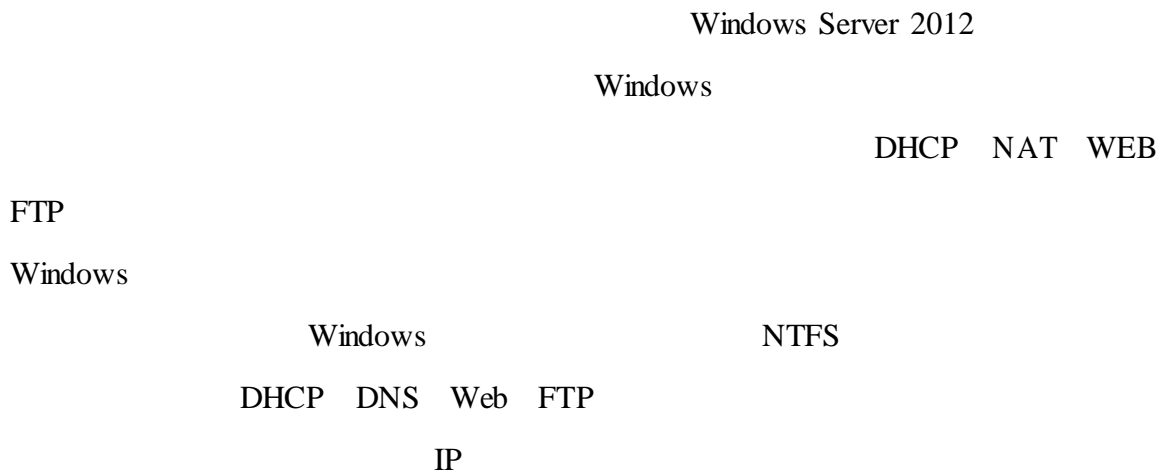 Windows Server 2012
Windows
DHCP NAT WEB
FTP
Windows
Windows NTFS
DHCP DNS Web FTP
IP